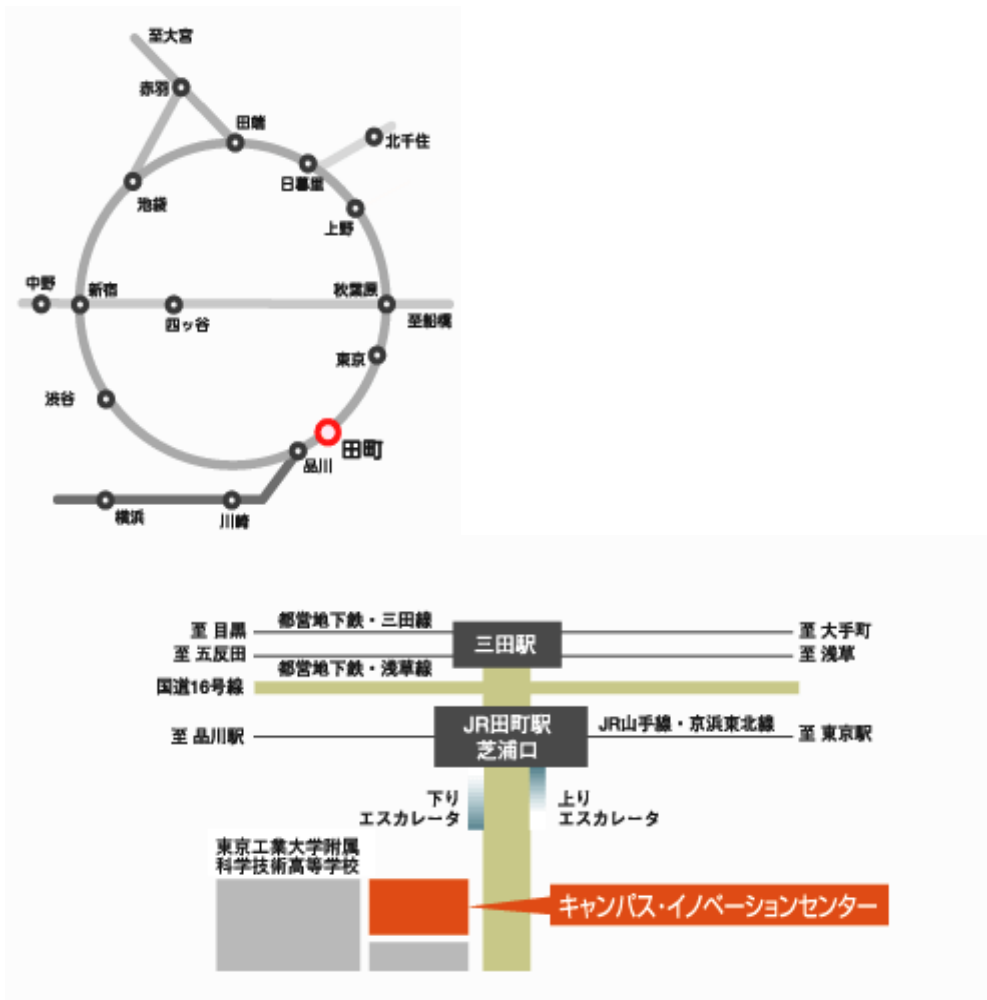 至大宮
赤羽
田端
北千住
日暮里
池袋
上野
中野
新宿
秋葉原
四ッ谷
至船橋
東京
渋谷
田町
品川
横浜
川崎
都営地下鉄・三田線
至 目黒
三田駅
至 大手町
至 五反田
至 浅草
都営地下鉄・浅草線
国道16号線
JR田町駅
芝浦口
JR山手線・京浜東北線
至 品川駅
至 東京駅
下り
エスカレータ
上り
エスカレータ
東京工業大学附属
科学技術高等学校
キャンパス・イノベーションセンター